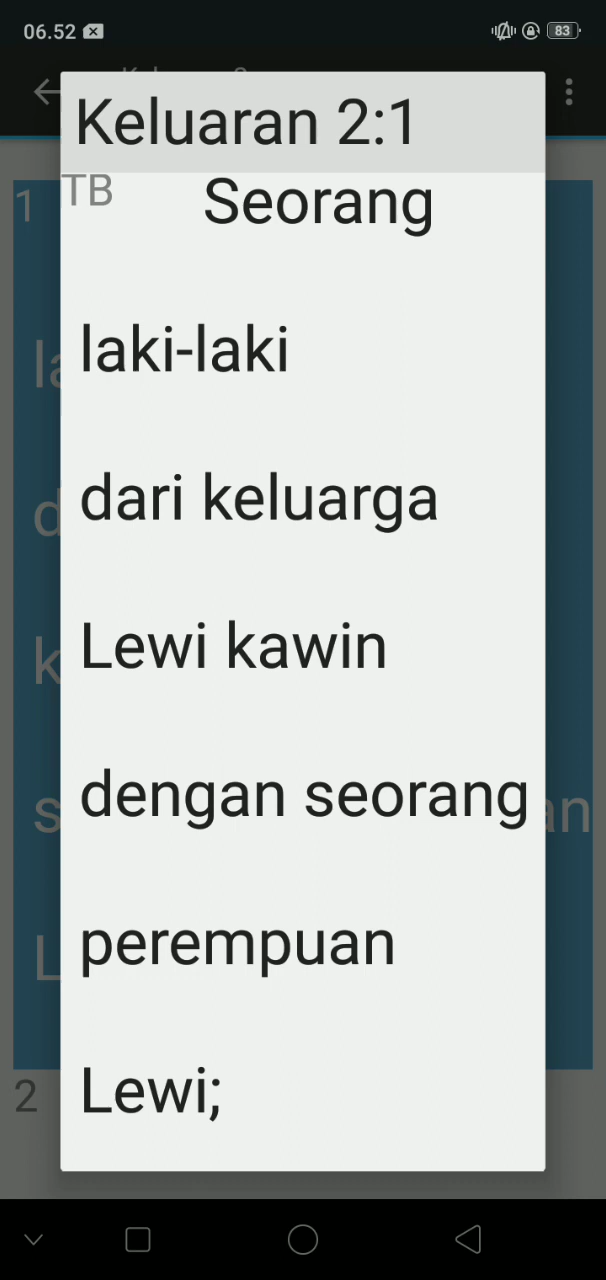 06.52
83
Keluaran 2:1
TB Seorang
laki-laki
dari keluarga
Lewi kawin
dengan seorang
perempuan
Lewi;
1
2